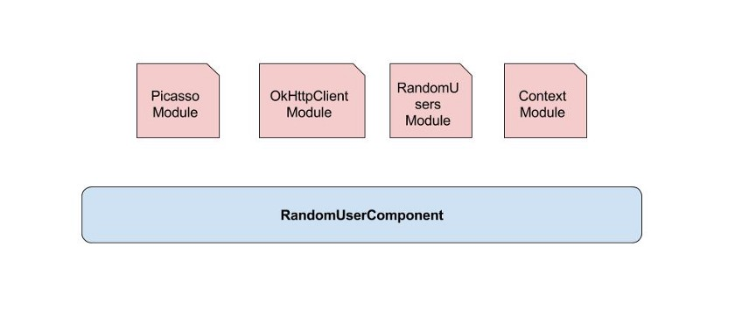 Picasso
Module
OkHttpClient
Module
RandomU
sers
Module
Context
Module
RandomUserComponent